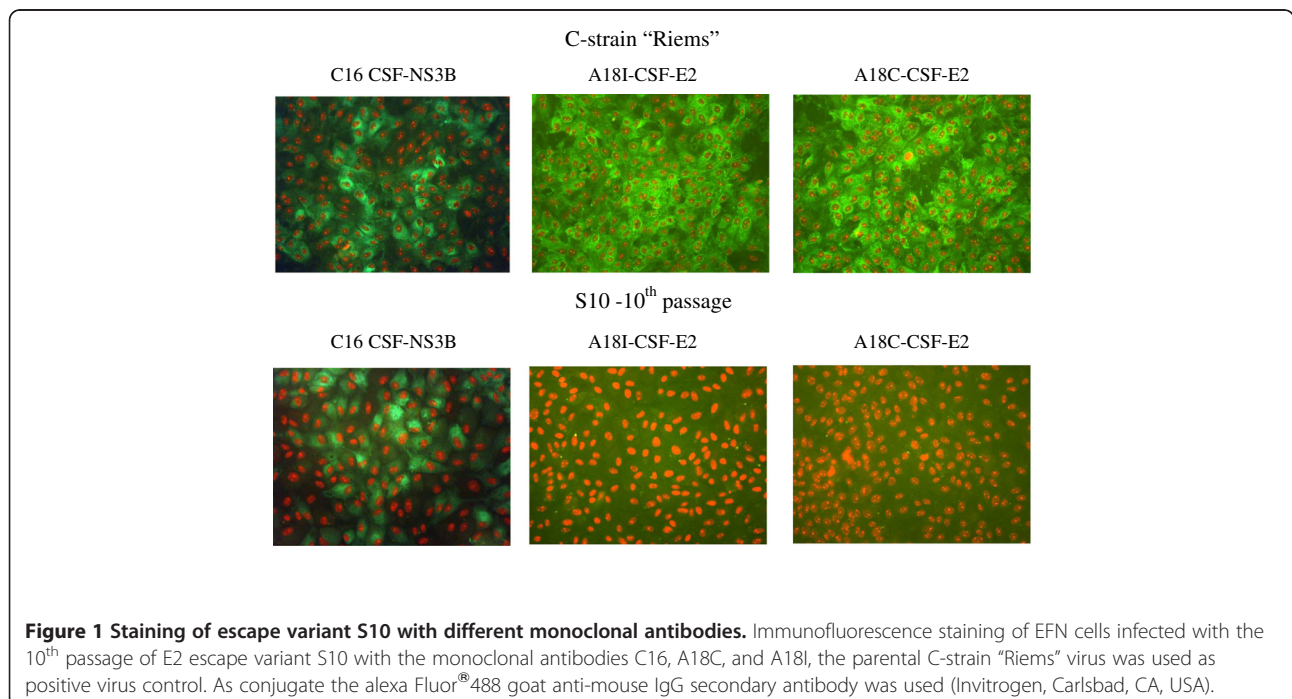 C-strain “Riems”
C16 CSF-NS3B A18I-CSF-E2 A18C-CSF-E2
S10 -10th passage
C16 CSF-NS3B A18I-CSF-E2 A18C-CSF-E2
Figure 1 Staining of escape variant S10 with different monoclonal antibodies. Immunofluorescence staining of EFN cells infected with the
10th passage of E2 escape variant S10 with the monoclonal antibodies C16, A18C, and A18I, the parental C-strain “Riems” virus was used as
positive virus control. As conjugate the alexa Fluor®488 goat anti-mouse IgG secondary antibody was used (Invitrogen, Carlsbad, CA, USA).